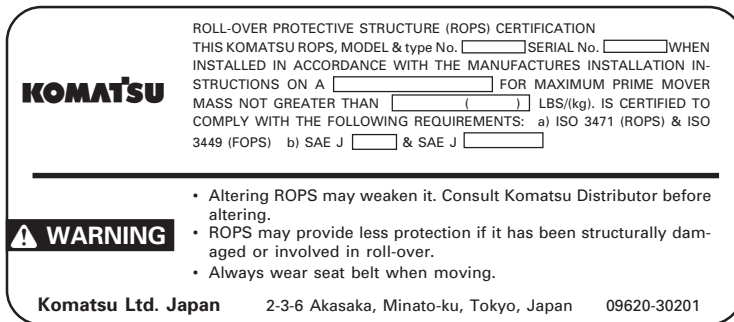 ROLL-OVER PROTECTIVE STRUCTURE (ROPS) CERTIFICATION
THIS KOMATSU ROPS, MODEL & type No. SERIAL No. WHEN
INSTALLED IN ACCORDANCE WITH THE MANUFACTURES INSTALLATION IN-
STRUCTIONS ON A FOR MAXIMUM PRIME MOVER
KOMATSU
MASS NOT GREATER THAN ( ) LBS/(kg). IS CERTIFIED TO
COMPLY WITH THE FOLLOWING REQUIREMENTS: a) ISO 3471 (ROPS) & ISO
3449 (FOPS) b) SAE J & SAE J
• Altering ROPS may weaken it. Consult Komatsu Distributor before
altering.
WARNING
• ROPS may provide less protection if it has been structurally dam-
aged or involved in roll-over.
• Always wear seat belt when moving.
Komatsu Ltd. Japan 2-3-6 Akasaka, Minato-ku, Tokyo, Japan 09620-30201